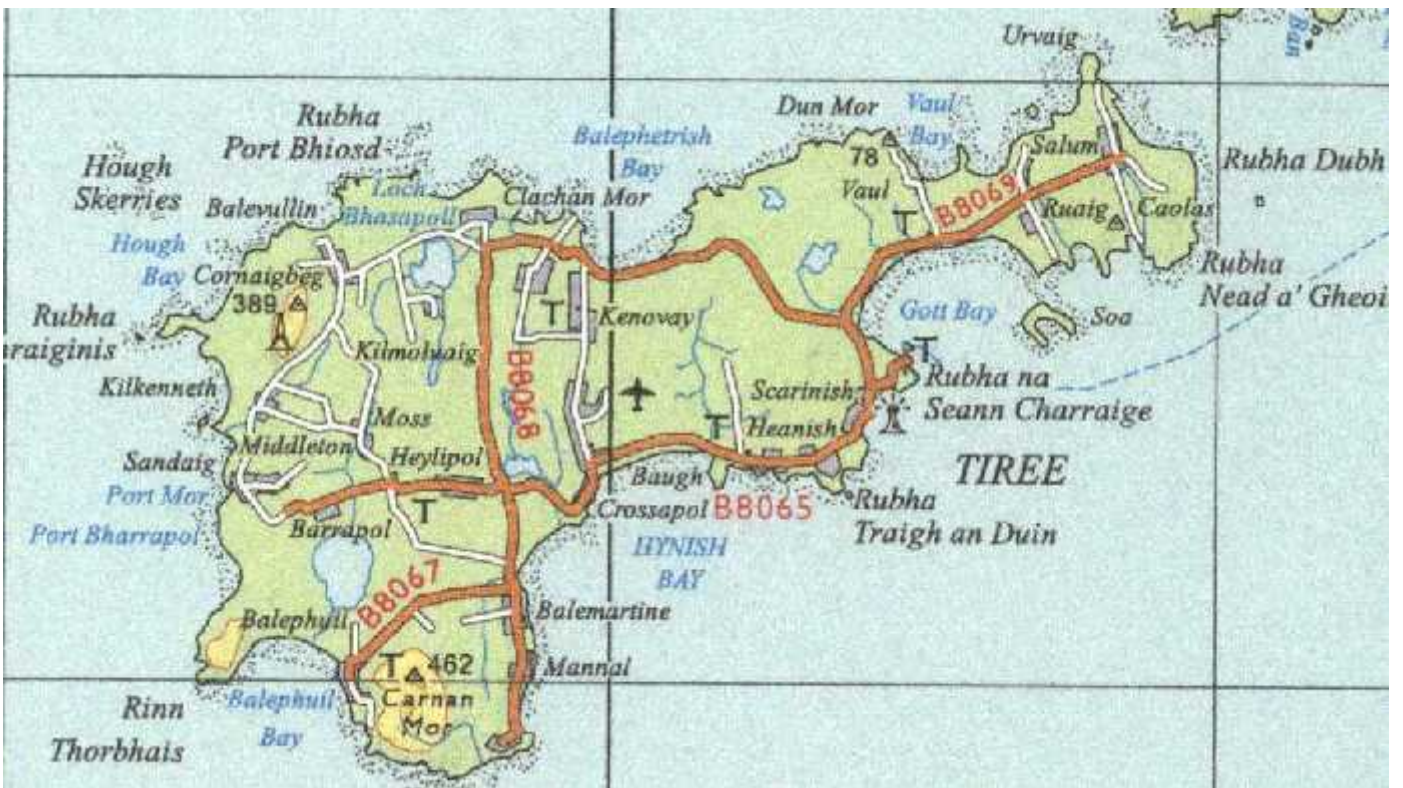 Urvaig
Ban
Dun Mor
Vaul
Bay
Rubha
Port Bhiosd
Balephetrish
Bay
78
Salum
Rubha Dubh
Hough
Skerries
Loch
Bhasapoll
Clachan Mor
Vaul
B8069
Ruaig
Caolas
Balevullin
Hough
Bay
Cornaigbeg
389
T
Rubha
Nead a' Gheoi
Rubha
raiginis
T
Kenovay
Gott Bay
Soa
Kilmoluaig
B8068
T
Kilkenneth
Scarinish
Rubha na
Seann Charraige
Moss
T
Heanish
Middleton
Heylipol
Sandaig
Port Mor
Baugh
TIREE
Barrapol
T
Crossapol
B8065
Rubha
Traigh an Duin
Port Bharrapol
HYNISH
BAY
B8067
Balephuil
Balemartine
T
462
Mannal
Carnan
Mor
Balephuil
Bay
Rinn
Thorbhais